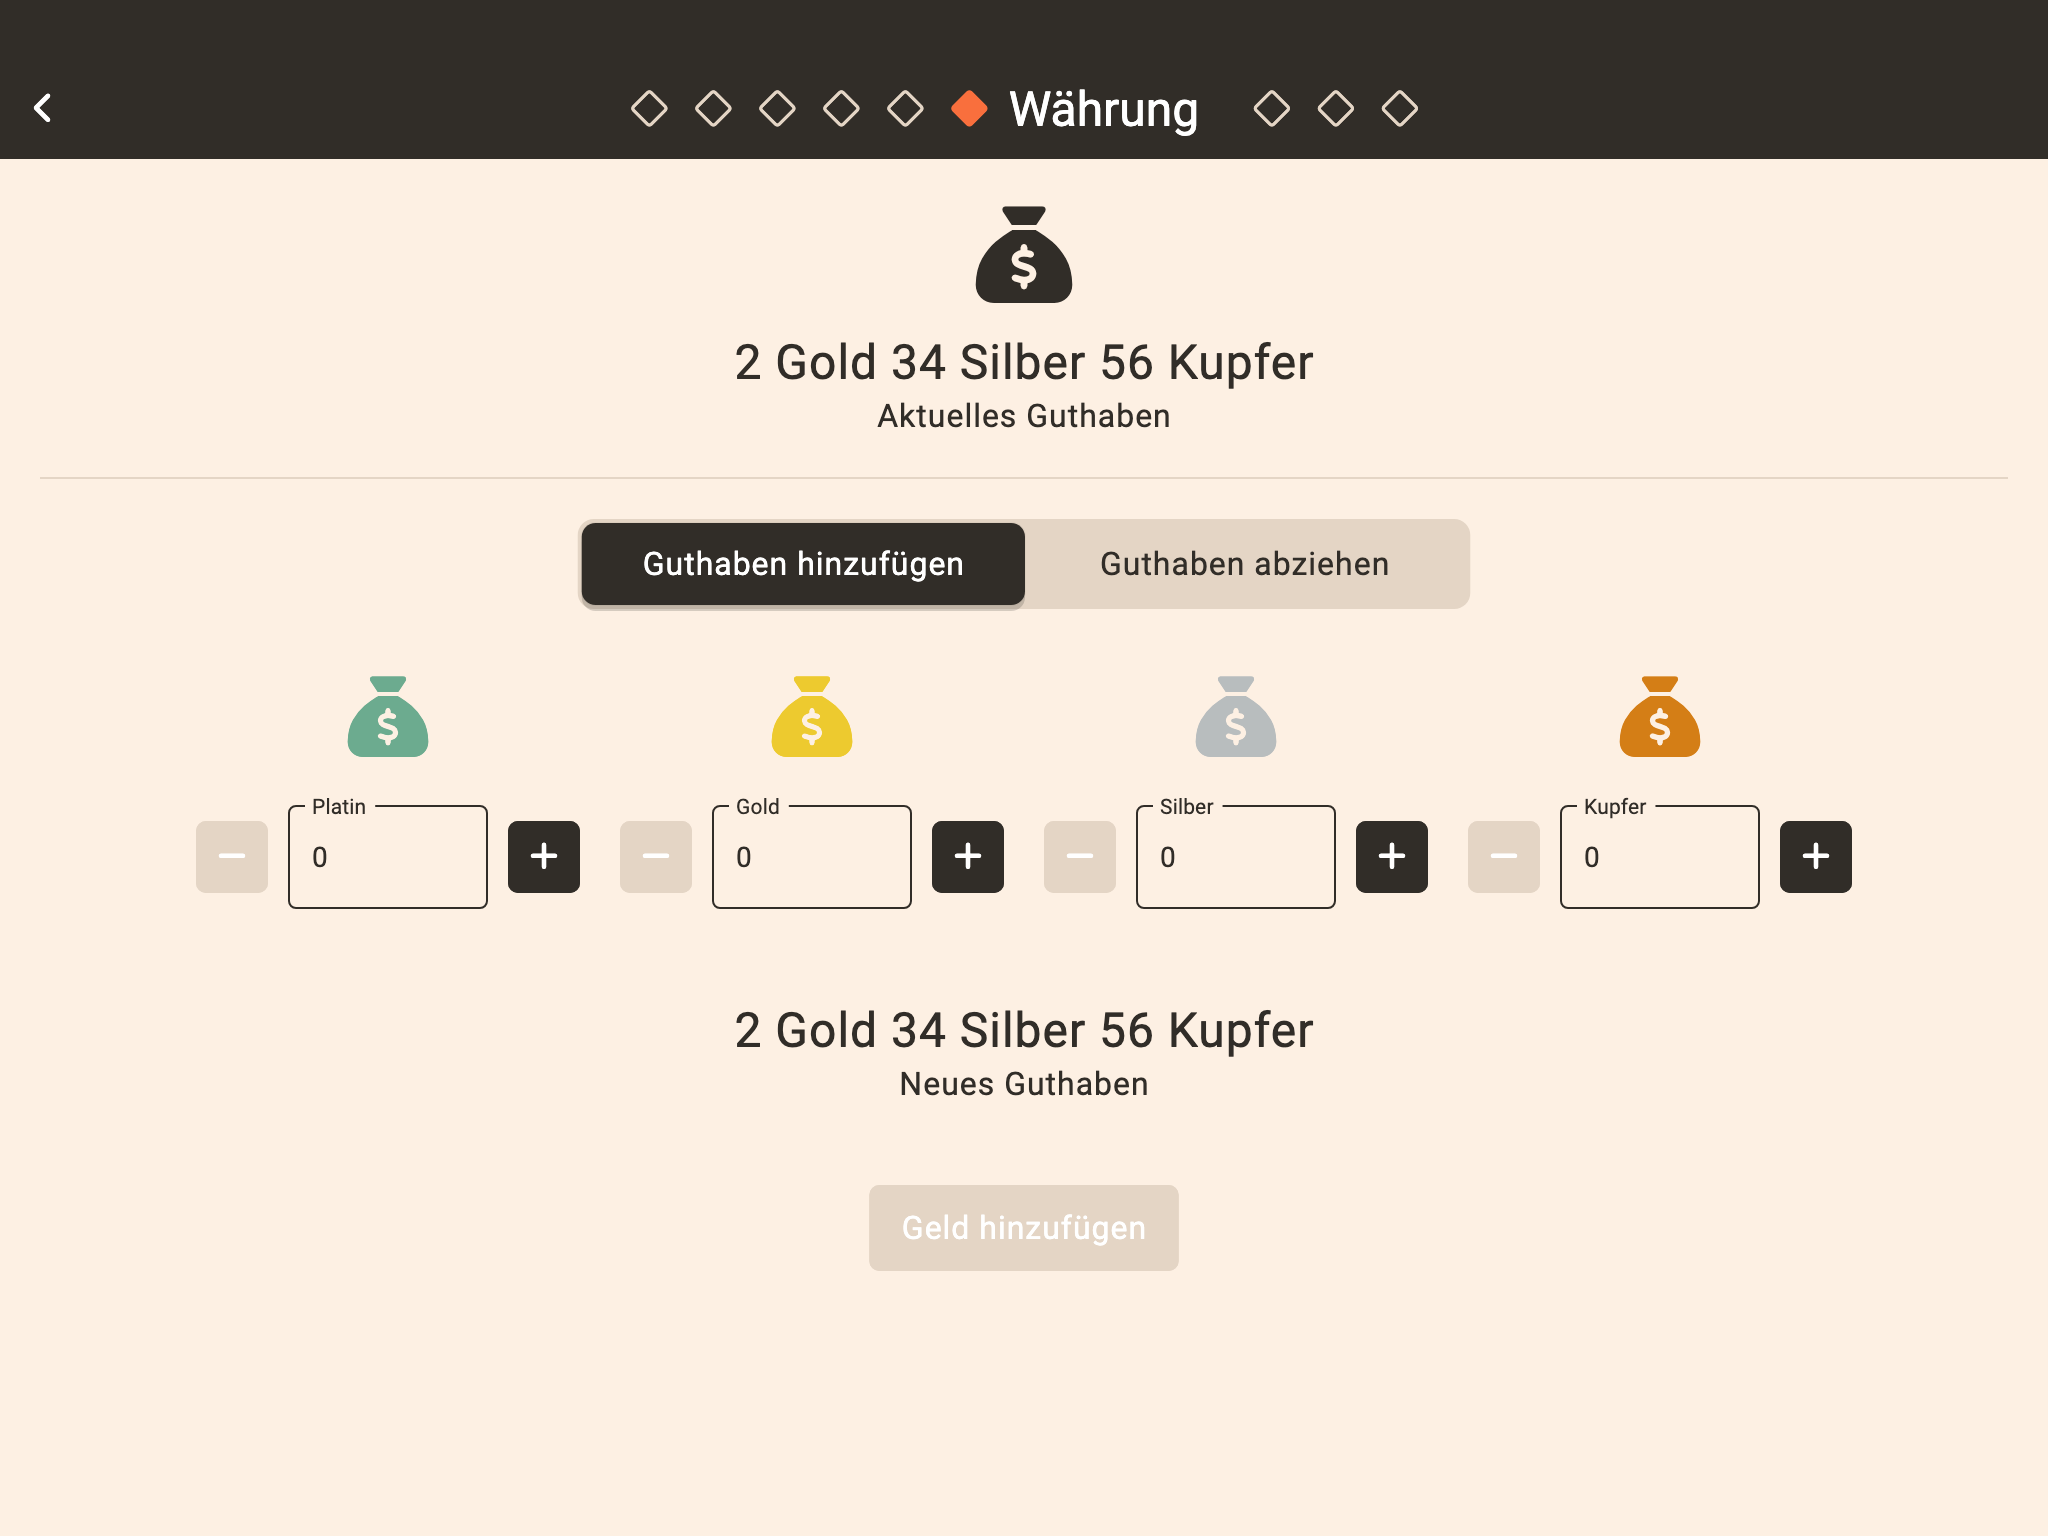 Währung
2 Gold 34 Silber 56 Kupfer
Aktuelles Guthaben
Guthaben hinzufügen
Guthaben abziehen
Platin
0
Gold
0
Silber
0
Kupfer
0
2 Gold 34 Silber 56 Kupfer
Neues Guthaben
Geld hinzufügen